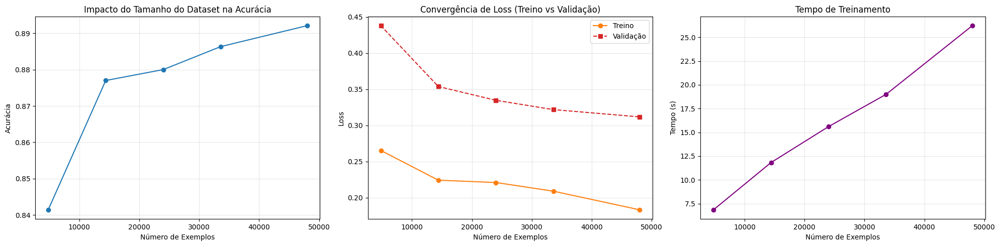 Impacto do Tamanho do Dataset na Acurácia
Acurácia
0.89
0.88
0.87
0.86
0.85
0.84
10000 20000 30000 40000 50000
Número de Exemplos
Convergência de Loss (Treino vs Validação)
Loss
0.45
0.40
0.35
0.30
0.25
0.20
Treino
Validação
10000 20000 30000 40000 50000
Número de Exemplos
Tempo de Treinamento
Tempo (s)
25.0
22.5
20.0
17.5
15.0
12.5
10.0
7.5
10000 20000 30000 40000 50000
Número de Exemplos